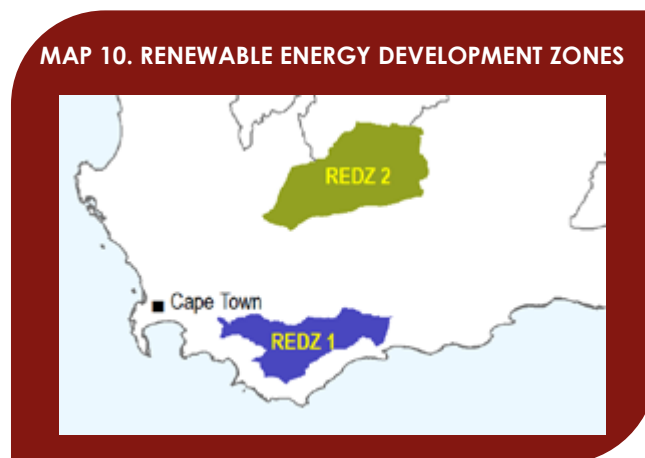 MAP 10. RENEWABLE ENERGY DEVELOPMENT ZONES
REDZ 2
Cape Town
REDZ 1